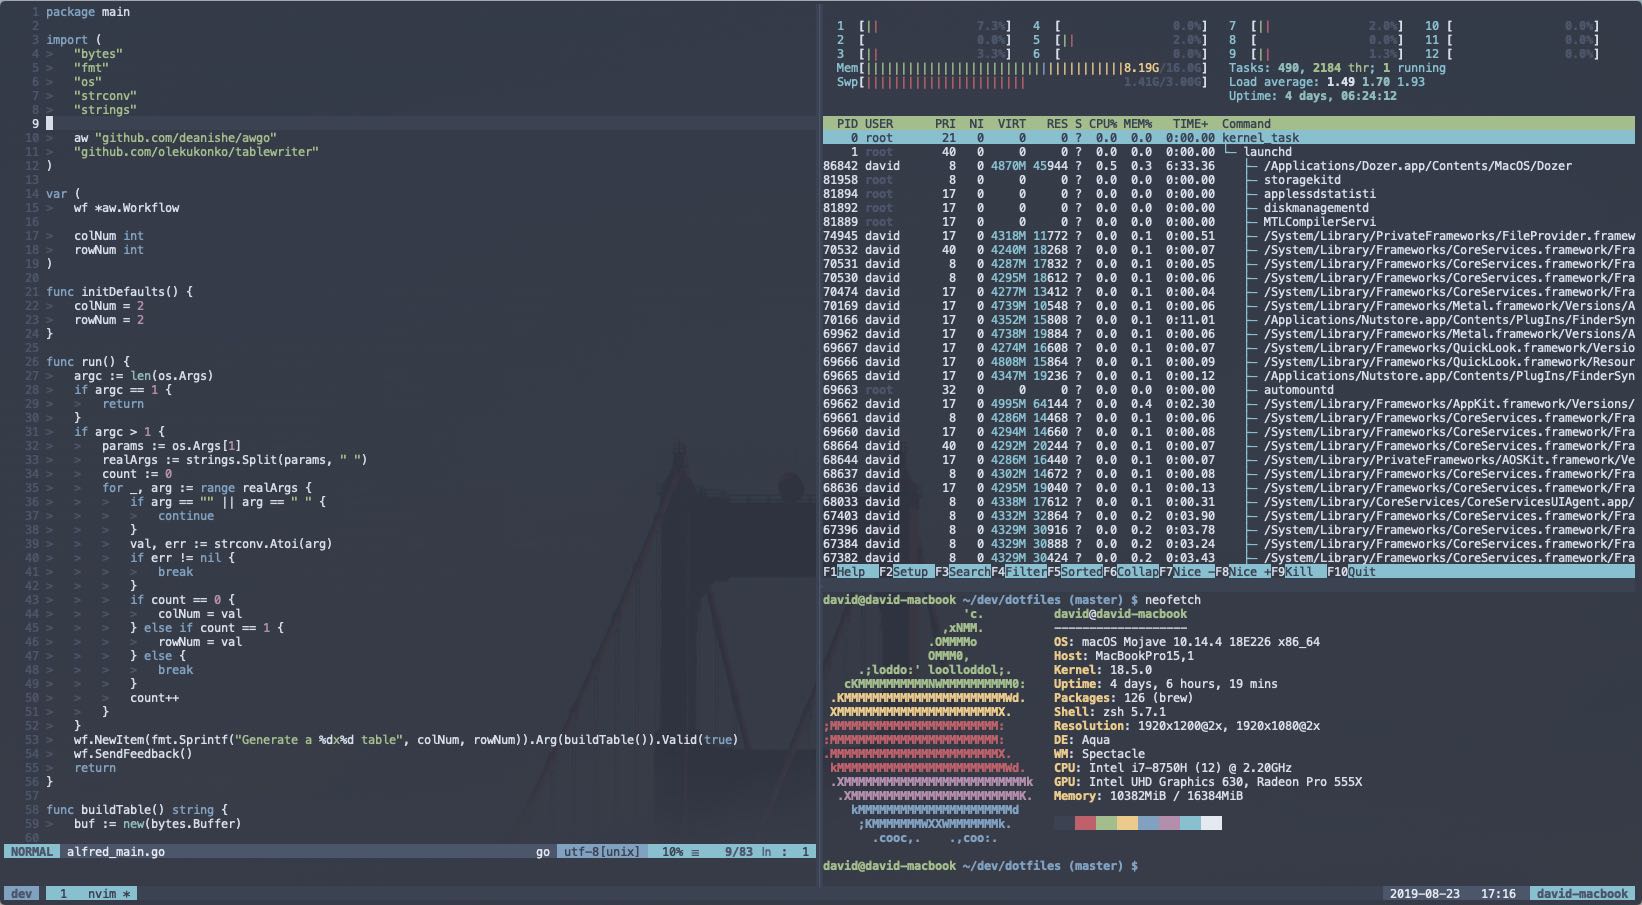 1 package main
2
3 import (
4 > "bytes"
5 > "fmt"
6 > "os"
7 > "strconv"
8 > "strings"
9
10 > aw "github.com/deanishe/awgo"
11 > "github.com/olekukonko/tablewriter"
12 )
13
14 var (
15 > wf *aw.Workflow
16
17 > colNum int
18 > rowNum int
19 )
20
21 func initDefaults() {
22 > colNum = 2
23 > rowNum = 2
24 }
25
26 func run() {
27 > argc := len(os.Args)
28 > if argc == 1 {
29 > > return
30 > }
31 > if argc > 1 {
32 > > params := os.Args[1]
33 > > realArgs := strings.Split(params, " ")
34 > > count := 0
35 > > for _, arg := range realArgs {
36 > > > if arg == "" || arg == " " {
37 > > > > continue
38 > > > }
39 > > > val, err := strconv.Atoi(arg)
40 > > > if err != nil {
41 > > > > break
42 > > > }
43 > > > if count == 0 {
44 > > > > colNum = val
45 > > > } else if count == 1 {
46 > > > > rowNum = val
47 > > > } else {
48 > > > > break
49 > > > }
50 > > > count++
51 > > }
52 > }
53 > wf.NewItem(fmt.Sprintf("Generate a %dx%d table", colNum, rowNum)).Arg(buildTable()).Valid(true)
54 > wf.SendFeedback()
55 > return
56 }
57
58 func buildTable() string {
59 > buf := new(bytes.Buffer)
60
NORMAL alfred_main.go go utf-8[unix] 10% ≡ 9/83 ln : 1
1 [|| 7.3%] 4 [ 0.0%] 7 [|| 2.0%] 10 [ 0.0%]
2 [ 0.0%] 5 [|| 2.0%] 8 [ 0.0%] 11 [ 0.0%]
3 [|| 3.3%] 6 [ 0.0%] 9 [|| 1.3%] 12 [ 0.0%]
Mem[ 8.19G/16.0G] Tasks: 490, 2184 thr; 1 running
Swp[ 1.41G/3.00G] Load average: 1.49 1.70 1.93
Uptime: 4 days, 06:24:12
PID USER PRI NI VIRT RES S CPU% MEM% TIME+ Command
0 root 21 0 0 0 ? 0.0 0.0 0:00.00 kernel_task
1 root 40 0 0 0 ? 0.0 0.0 0:00.00 └─ launchd
86842 david 8 0 4870M 45944 ? 0.5 0.3 6:33.36 ├─ /Applications/Dozer.app/Contents/MacOS/Dozer
81958 root 8 0 0 0 ? 0.0 0.0 0:00.00 ├─ storagekitd
81894 root 17 0 0 0 ? 0.0 0.0 0:00.00 ├─ applessdstatisti
81892 root 17 0 0 0 ? 0.0 0.0 0:00.00 ├─ diskmanagementd
81889 root 17 0 0 0 ? 0.0 0.0 0:00.00 ├─ MTLCompilerServi
74945 david 17 0 4318M 11772 ? 0.0 0.1 0:00.51 ├─ /System/Library/PrivateFrameworks/FileProvider.framew
70532 david 40 0 4240M 18268 ? 0.0 0.1 0:00.07 ├─ /System/Library/Frameworks/CoreServices.framework/Fra
70531 david 8 0 4287M 17832 ? 0.0 0.1 0:00.05 ├─ /System/Library/Frameworks/CoreServices.framework/Fra
70530 david 8 0 4295M 18612 ? 0.0 0.1 0:00.06 ├─ /System/Library/Frameworks/CoreServices.framework/Fra
70474 david 17 0 4277M 13412 ? 0.0 0.1 0:00.04 ├─ /System/Library/Frameworks/CoreServices.framework/Fra
70169 david 17 0 4739M 10548 ? 0.0 0.1 0:00.06 ├─ /System/Library/Frameworks/Metal.framework/Versions/A
70166 david 17 0 4352M 15808 ? 0.0 0.1 0:11.01 ├─ /Applications/Nutstore.app/Contents/PlugIns/FinderSyn
69962 david 17 0 4738M 19884 ? 0.0 0.1 0:00.06 ├─ /System/Library/Frameworks/Metal.framework/Versions/A
69667 david 17 0 4274M 16608 ? 0.0 0.1 0:00.07 ├─ /System/Library/Frameworks/QuickLook.framework/Versio
69666 david 17 0 4808M 15864 ? 0.0 0.1 0:00.09 ├─ /System/Library/Frameworks/QuickLook.framework/Resour
69665 david 17 0 4347M 19236 ? 0.0 0.1 0:00.12 ├─ /Applications/Nutstore.app/Contents/PlugIns/FinderSyn
69663 root 32 0 0 0 ? 0.0 0.0 0:00.00 ├─ automountd
69662 david 17 0 4995M 64144 ? 0.0 0.4 0:02.30 ├─ /System/Library/Frameworks/AppKit.framework/Versions/
69661 david 8 0 4286M 14468 ? 0.0 0.1 0:00.06 ├─ /System/Library/Frameworks/CoreServices.framework/Fra
69660 david 17 0 4294M 14660 ? 0.0 0.1 0:00.08 ├─ /System/Library/Frameworks/CoreServices.framework/Fra
68664 david 40 0 4292M 20244 ? 0.0 0.1 0:00.07 ├─ /System/Library/Frameworks/CoreServices.framework/Fra
68644 david 17 0 4286M 16440 ? 0.0 0.1 0:00.07 ├─ /System/Library/PrivateFrameworks/AOSKit.framework/Ve
68637 david 8 0 4302M 14672 ? 0.0 0.1 0:00.08 ├─ /System/Library/Frameworks/CoreServices.framework/Fra
68636 david 17 0 4295M 19040 ? 0.0 0.1 0:00.13 ├─ /System/Library/Frameworks/CoreServices.framework/Fra
68033 david 8 0 4338M 17612 ? 0.0 0.1 0:00.31 ├─ /System/Library/CoreServices/CoreServicesUIAgent.app/
67403 david 8 0 4332M 32864 ? 0.0 0.2 0:03.90 ├─ /System/Library/Frameworks/CoreServices.framework/Fra
67396 david 8 0 4329M 30916 ? 0.0 0.2 0:03.78 ├─ /System/Library/Frameworks/CoreServices.framework/Fra
67384 david 8 0 4329M 30888 ? 0.0 0.2 0:03.24 ├─ /System/Library/Frameworks/CoreServices.framework/Fra
67382 david 8 0 4329M 30424 ? 0.0 0.2 0:03.43 ├─ /System/Library/Frameworks/CoreServices.framework/Fra
F1Help F2Setup F3SearchF4FilterF5SortedF6CollapF7Nice -F8Nice +F9Kill F10Quit
david@david-macbook ~/dev/dotfiles (master) $ neofetch
'c. david@david-macbook
,xNMM. -------------------
.OMMMMo OS: macOS Mojave 10.14.4 18E226 x86_64
OMMM0, Host: MacBookPro15,1
.;loddo:' loolloddol;. Kernel: 18.5.0
cKMMMMMMMMMMNWMMMMMMMMMM0: Uptime: 4 days, 6 hours, 19 mins
.KMMMMMMMMMMMMMMMMMMMMMMMWd. Packages: 126 (brew)
XMMMMMMMMMMMMMMMMMMMMMMMX. Shell: zsh 5.7.1
;MMMMMMMMMMMMMMMMMMMMMMMM: Resolution: 1920x1200@2x, 1920x1080@2x
:MMMMMMMMMMMMMMMMMMMMMMMM: DE: Aqua
.MMMMMMMMMMMMMMMMMMMMMMMMX. WM: Spectacle
kMMMMMMMMMMMMMMMMMMMMMMMMWd. CPU: Intel i7-8750H (12) @ 2.20GHz
.XMMMMMMMMMMMMMMMMMMMMMMMMMMk GPU: Intel UHD Graphics 630, Radeon Pro 555X
.XMMMMMMMMMMMMMMMMMMMMMMMMK. Memory: 10382MiB / 16384MiB
kMMMMMMMMMMMMMMMMMMMMMMd
;KMMMMMMMWXXWMMMMMMMk.
.cooc,. .,coo:.
david@david-macbook ~/dev/dotfiles (master) $
dev 1 nvim * 2019-08-23 17:16 david-macbook